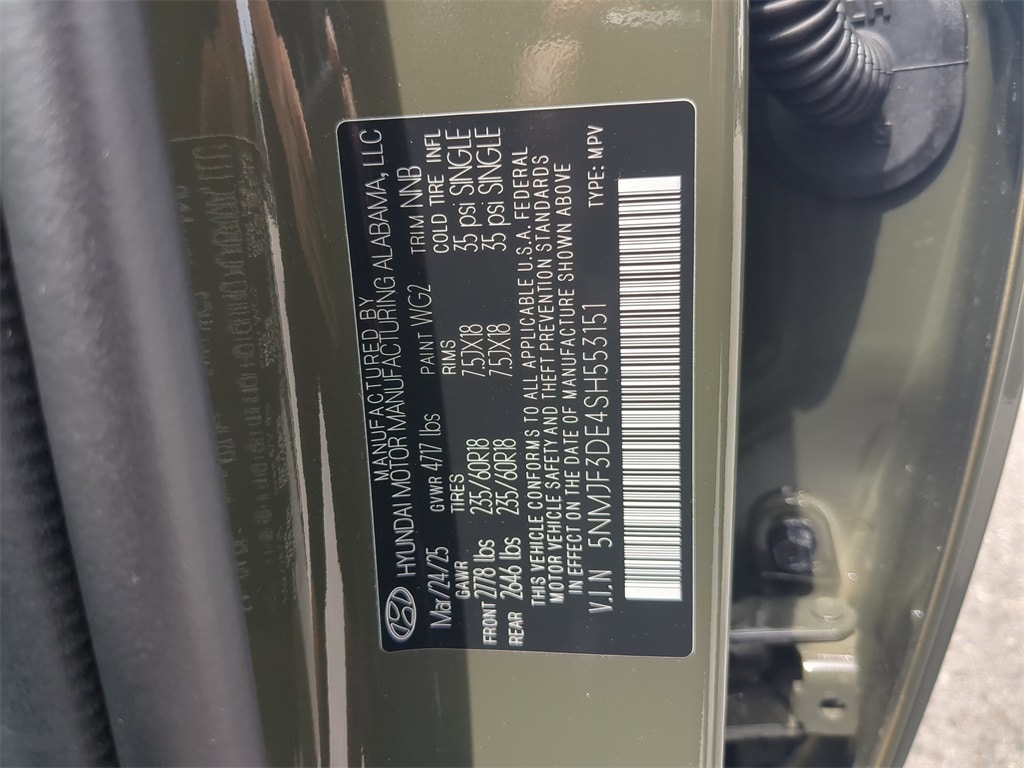 MANUFACTURED BY
HYUNDAI MOTOR MANUFACTURING ALABAMA, LLC
Mar/24/25 GVWR 4717 lbs PAINT WG2 TRIM NNB
GAWR TIRES RIMS COLD TIRE INFL
FRONT 2778 lbs 235/60R18 7.5JX18 35 psi SINGLE
REAR 2646 lbs 235/60R18 7.5JX18 35 psi SINGLE
THIS VEHICLE CONFORMS TO ALL APPLICABLE U.S.A. FEDERAL
MOTOR VEHICLE SAFETY AND THEFT PREVENTION STANDARDS
IN EFFECT ON THE DATE OF MANUFACTURE SHOWN ABOVE
V.I.N 5NMJF3DE4SH553151 TYPE: MPV